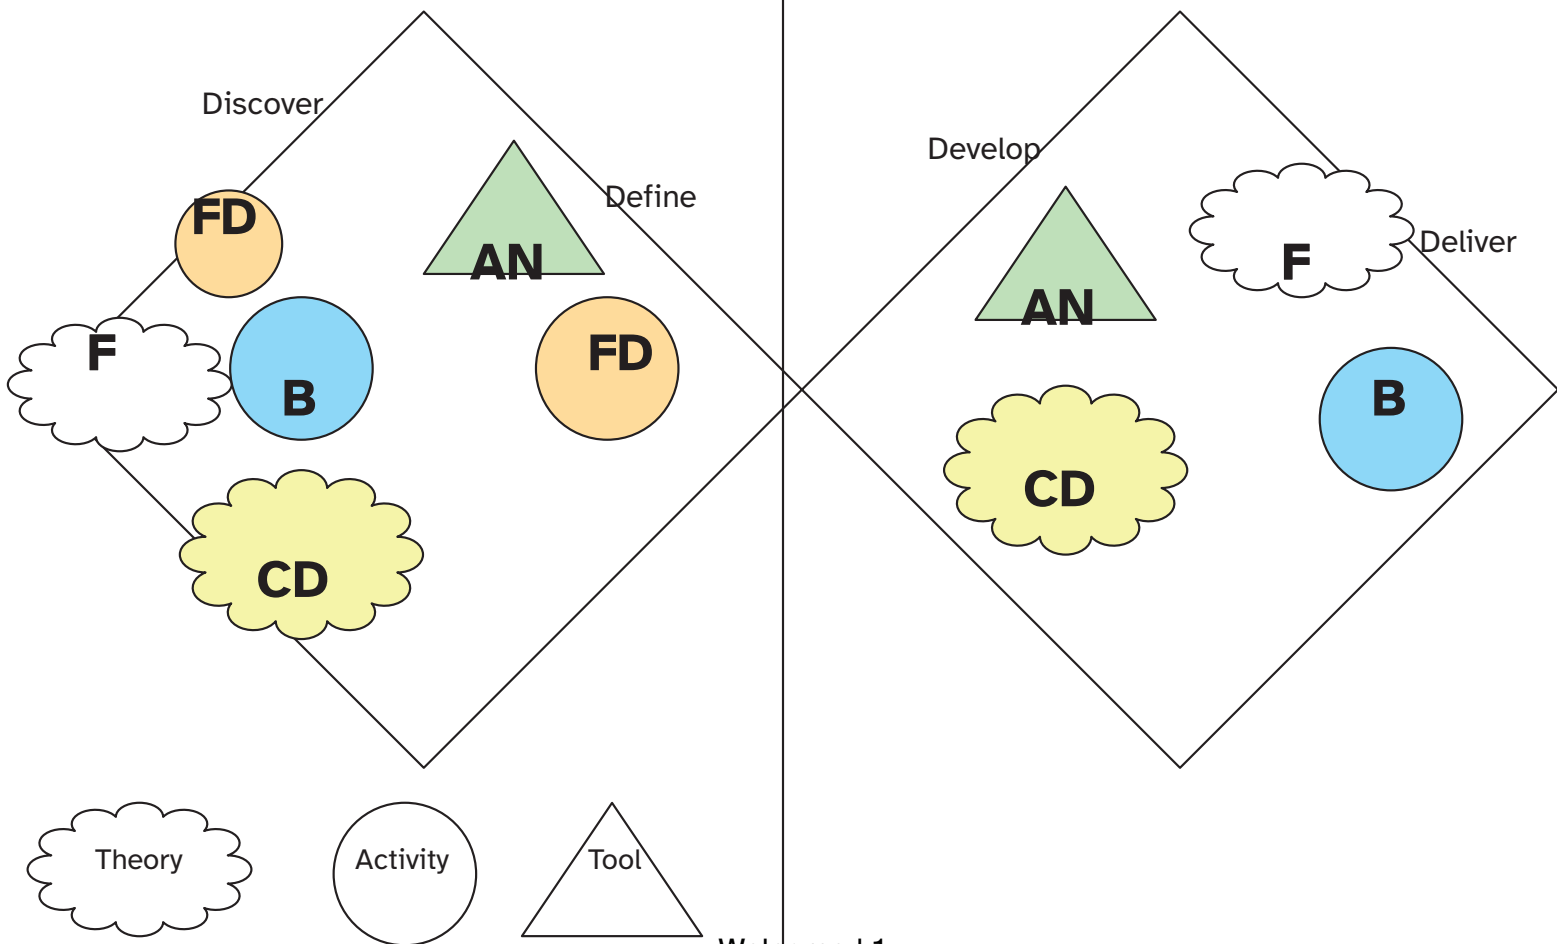 Discover
Develop
Define
FD
Deliver
AN
F
AN
F
FD
B
B
CD
CD
Theory
Activity
Tool